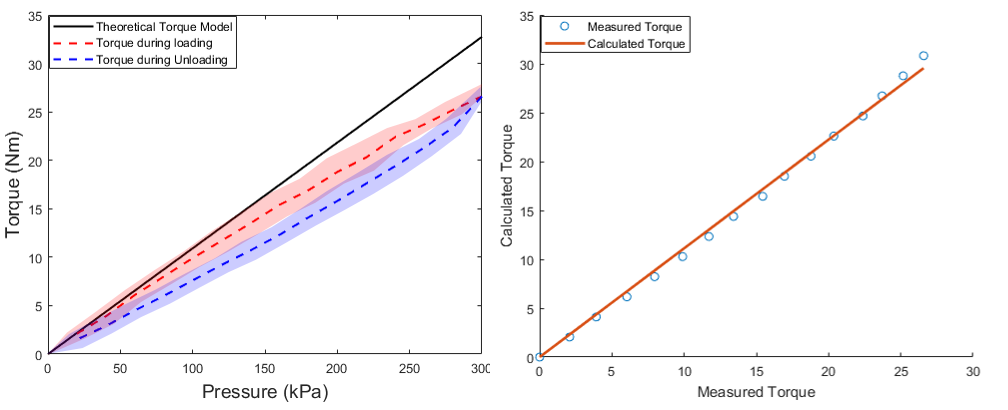 35
30
25
20
15
10
5
0
Torque (Nm)
Theoretical Torque Model
Torque during loading
Torque during Unloading
0 50 100 150 200 250 300
Pressure (kPa)
35
30
25
20
15
10
5
0
Calculated Torque
Measured Torque
Calculated Torque
0 5 10 15 20 25 30
Measured Torque